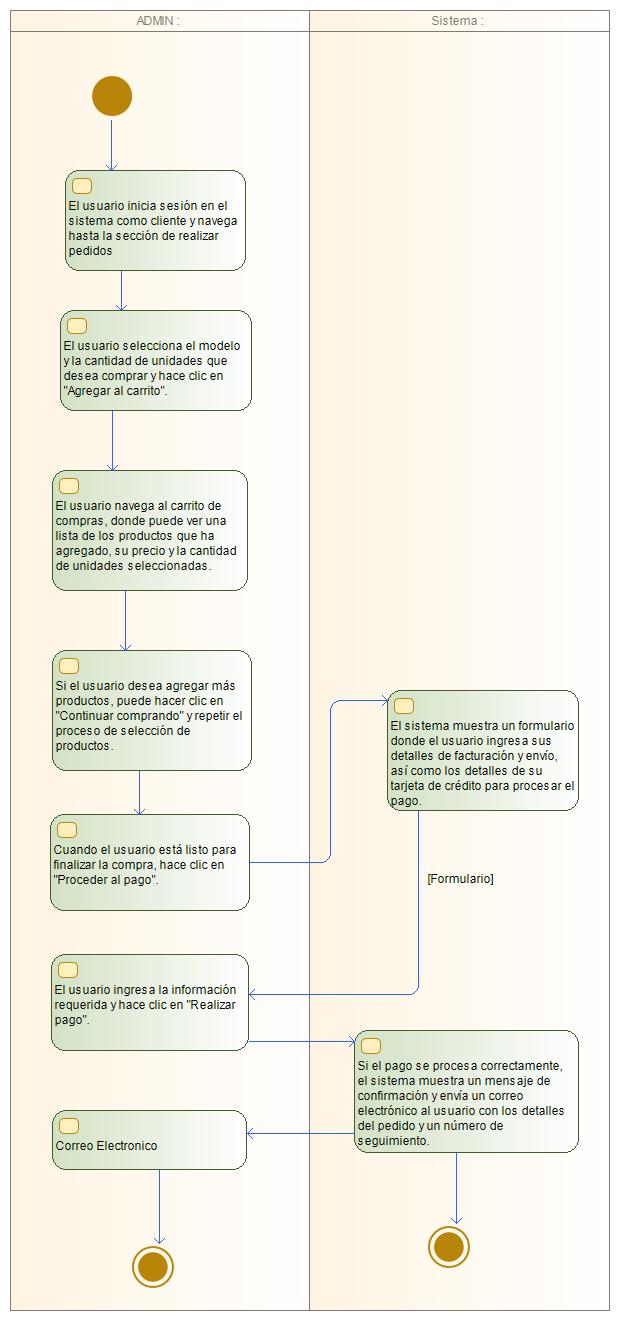 ADMIN :
Sistema :
El usuario inicia sesión en el
sistema como cliente y navega
hasta la sección de realizar
pedidos
El usuario selecciona el modelo
y la cantidad de unidades que
desea comprar y hace clic en
"Agregar al carrito".
El usuario navega al carrito de
compras, donde puede ver una
lista de los productos que ha
agregado, su precio y la cantidad
de unidades seleccionadas.
Si el usuario desea agregar más
productos, puede hacer clic en
"Continuar comprando" y repetir el
proceso de selección de
productos.
Cuando el usuario está listo para
finalizar la compra, hace clic en
"Proceder al pago".
El sistema muestra un formulario
donde el usuario ingresa sus
detalles de facturación y envío,
así como los detalles de su
tarjeta de crédito para procesar el
pago.
[Formulario]
El usuario ingresa la información
requerida y hace clic en "Realizar
pago".
Si el pago se procesa correctamente,
el sistema muestra un mensaje de
confirmación y envía un correo
electrónico al usuario con los detalles
del pedido y un número de
seguimiento.
Correo Electronico